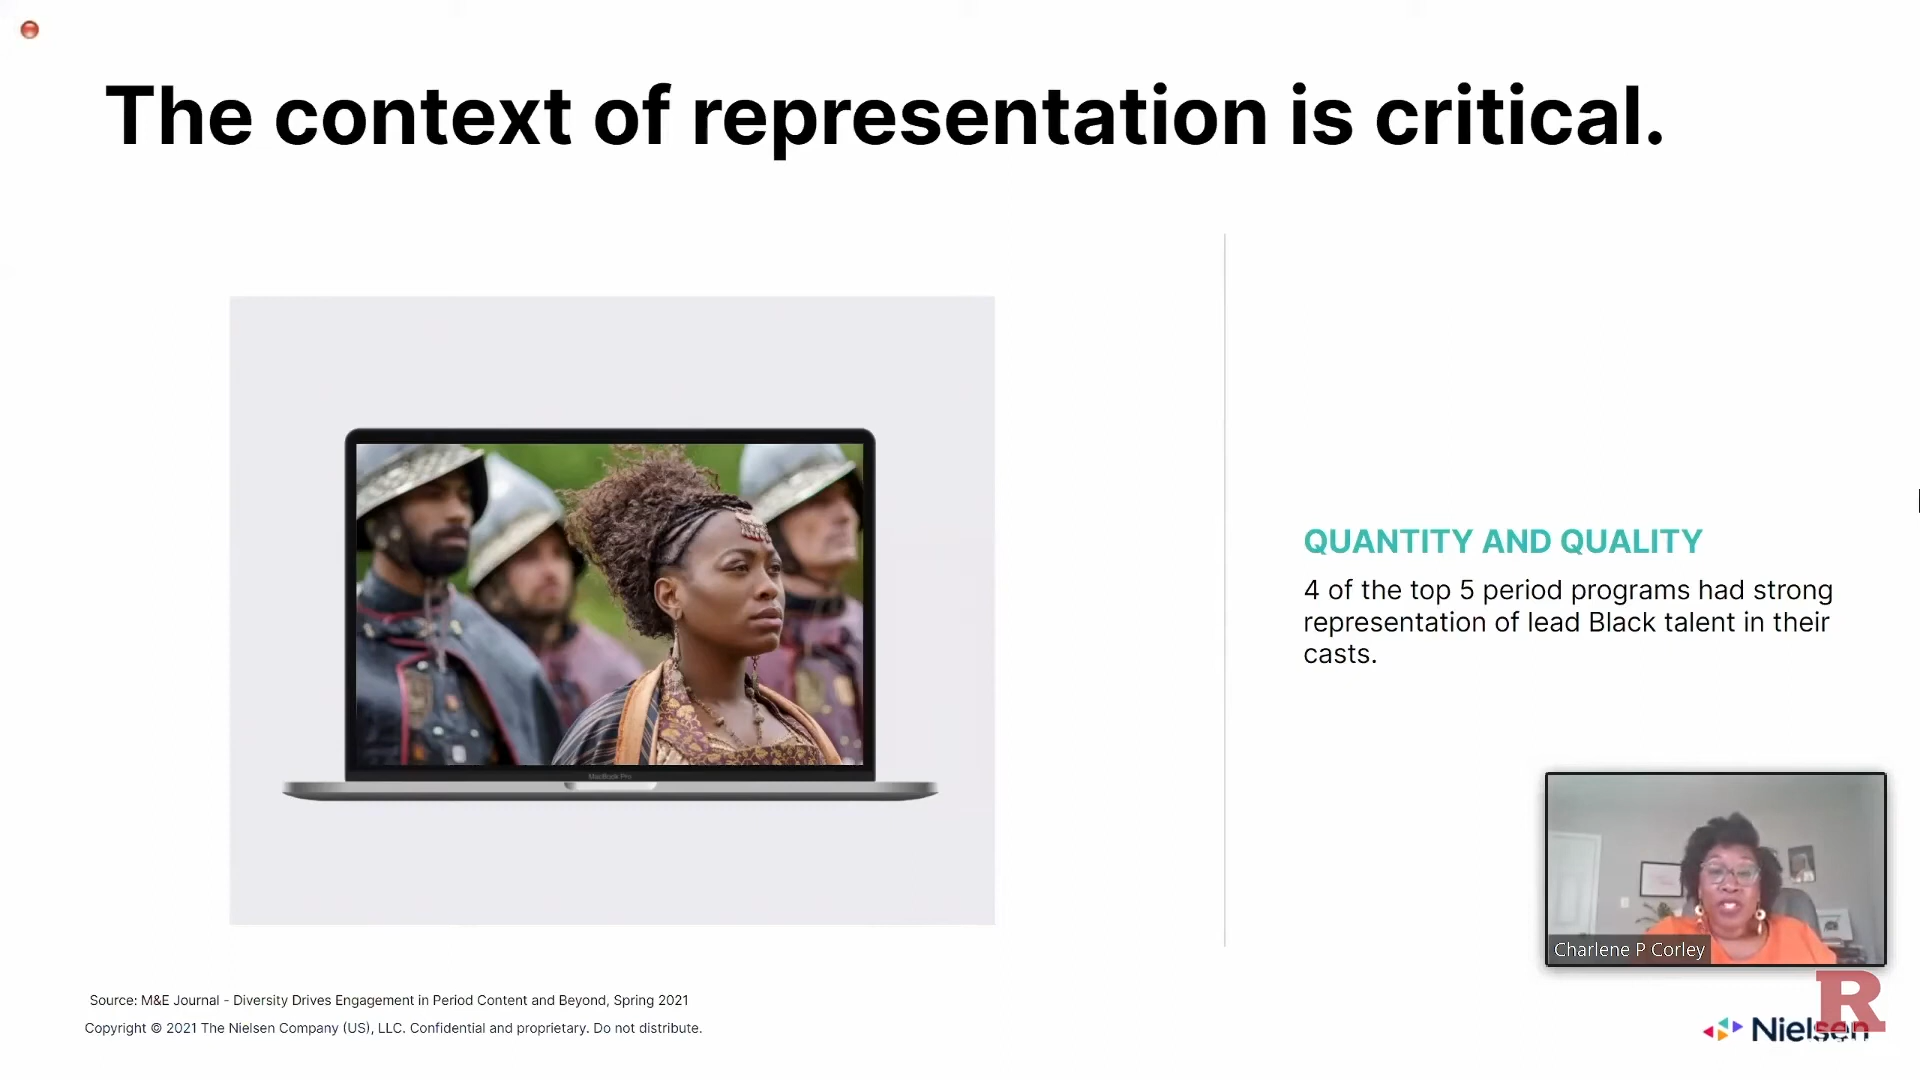 The context of representation is critical.
MacBook Pro
QUANTITY AND QUALITY
4 of the top 5 period programs had strong
representation of lead Black talent in their
casts.
Charlene P Corley
Source: M&E Journal - Diversity Drives Engagement in Period Content and Beyond, Spring 2021
Copyright © 2021 The Nielsen Company (US), LLC. Confidential and proprietary. Do not distribute.
R
Nielsen